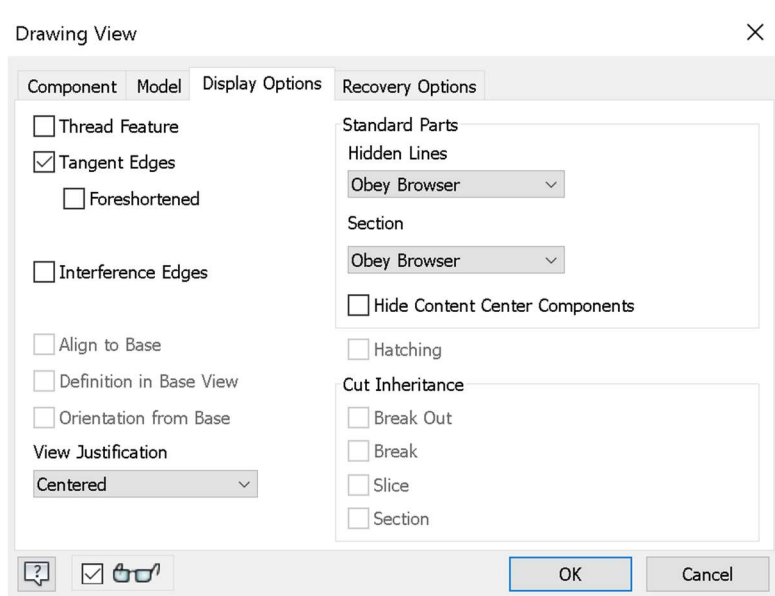 Drawing View
Component Model Display Options Recovery Options
Thread Feature
Tangent Edges
Foreshortened
Interference Edges
Align to Base
Definition in Base View
Orientation from Base
View Justification
Centered
Standard Parts
Hidden Lines
Obey Browser
Section
Obey Browser
Hide Content Center Components
Hatching
Cut Inheritance
Break Out
Break
Slice
Section
?
OK Cancel